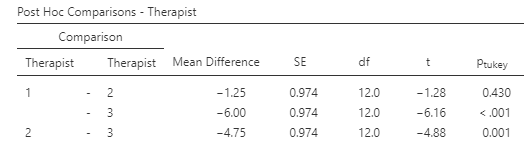 Post Hoc Comparisons - Therapist
Comparison
Therapist Therapist Mean Difference SE df t Ptukey
1 - 2 −1.25 0.974 12.0 −1.28 0.430
- 3 −6.00 0.974 12.0 −6.16 < .001
2 - 3 −4.75 0.974 12.0 −4.88 0.001